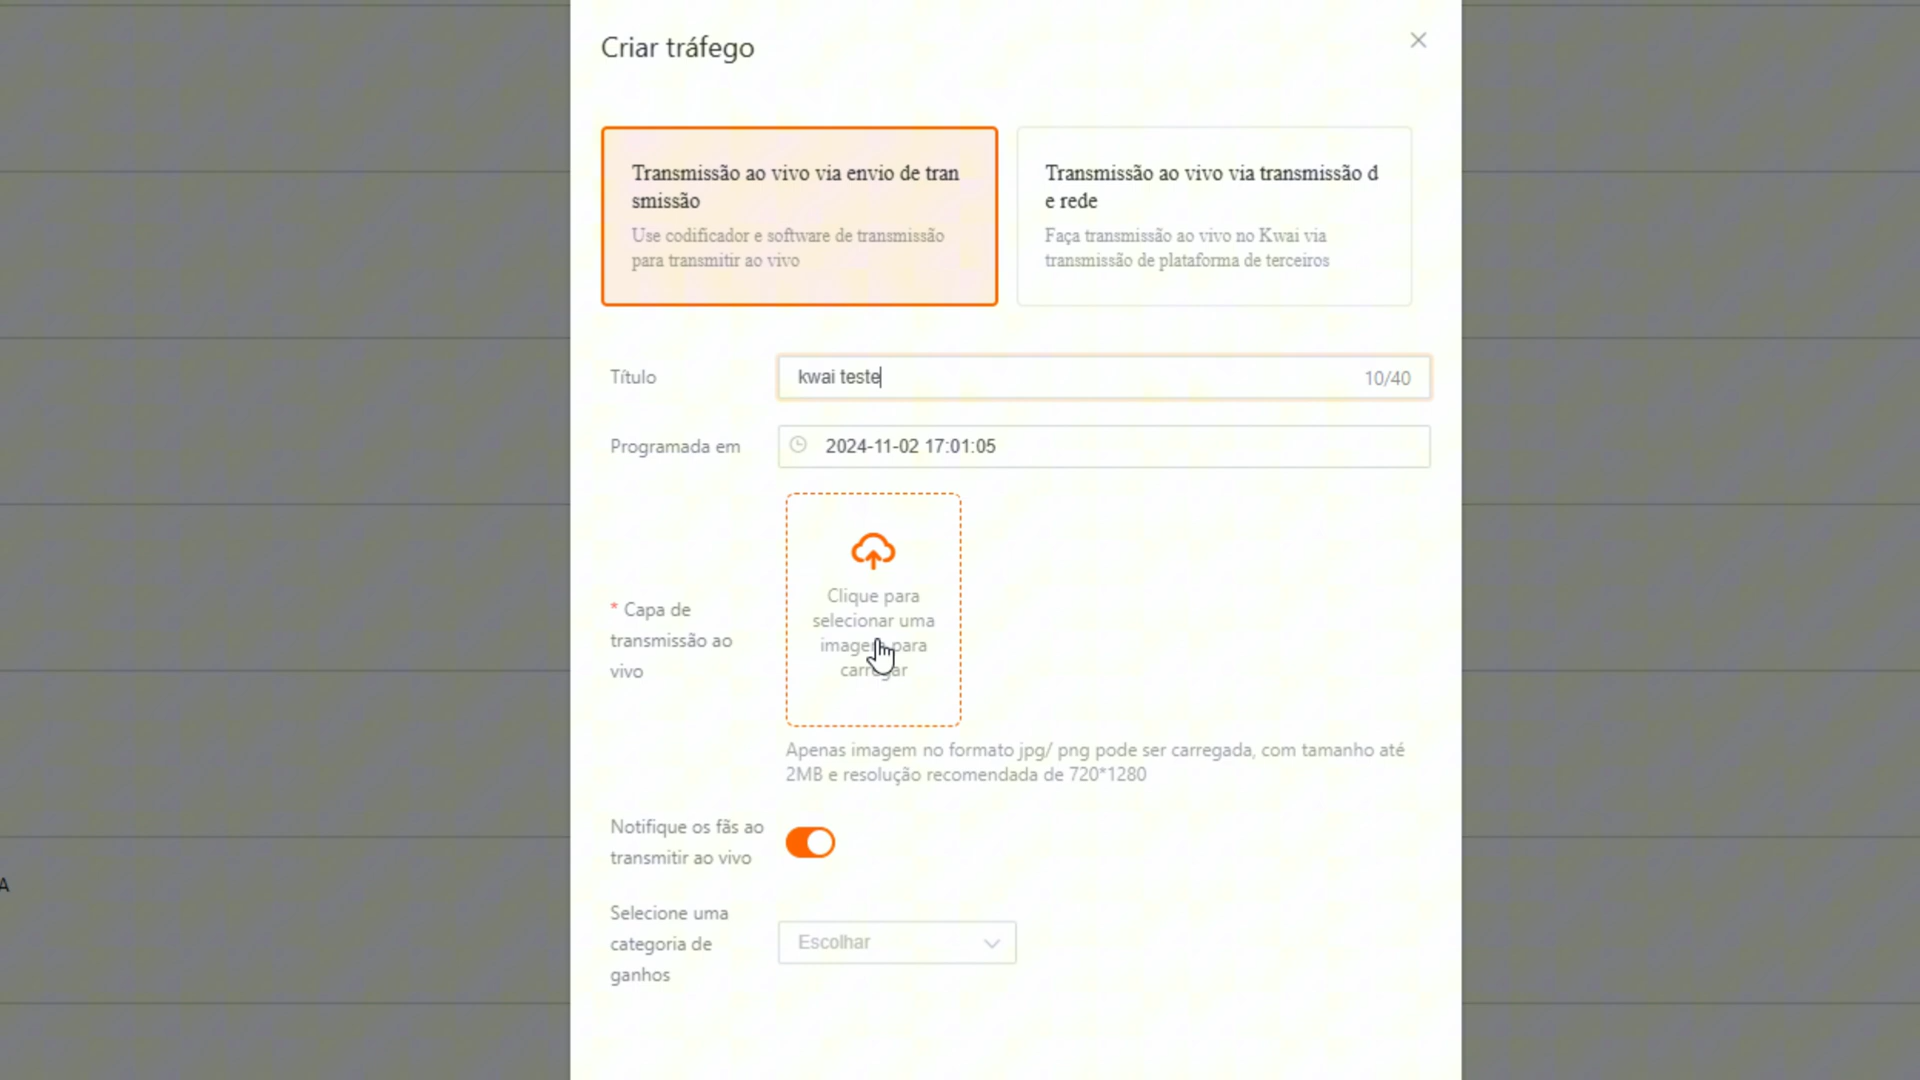 Criar tráfego
Transmissão ao vivo via envio de tran
smissão
Use codificador e software de transmissão
para transmitir ao vivo
Transmissão ao vivo via transmissão d
e rede
Faça transmissão ao vivo no Kwai via
transmissão de plataforma de terceiros
Título
kwai teste
10/40
Programada em
2024-11-02 17:01:05
* Capa de
transmissão ao
vivo
Clique para
selecionar uma
imagem para
carregar
Apenas imagem no formato jpg/ png pode ser carregada, com tamanho até
2MB e resolução recomendada de 720*1280
Notifique os fãs ao
transmitir ao vivo
A
Selecione uma
categoria de
ganhos
Escolhar